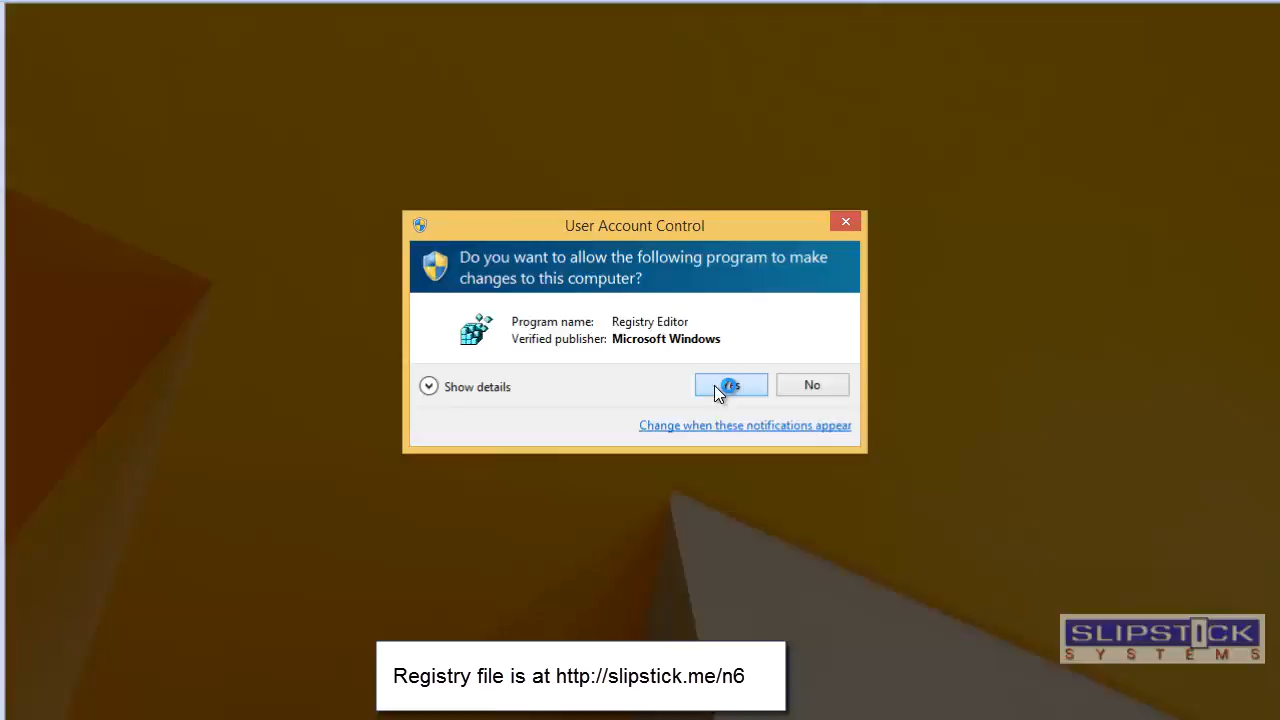 User Account Control
Do you want to allow the following program to make
changes to this computer?
Program name: Registry Editor
Verified publisher: Microsoft Windows
Show details
No
Change when these notifications appear
SLIPSTICK
SYSTEMS
Registry file is at http://slipstick.me/n6